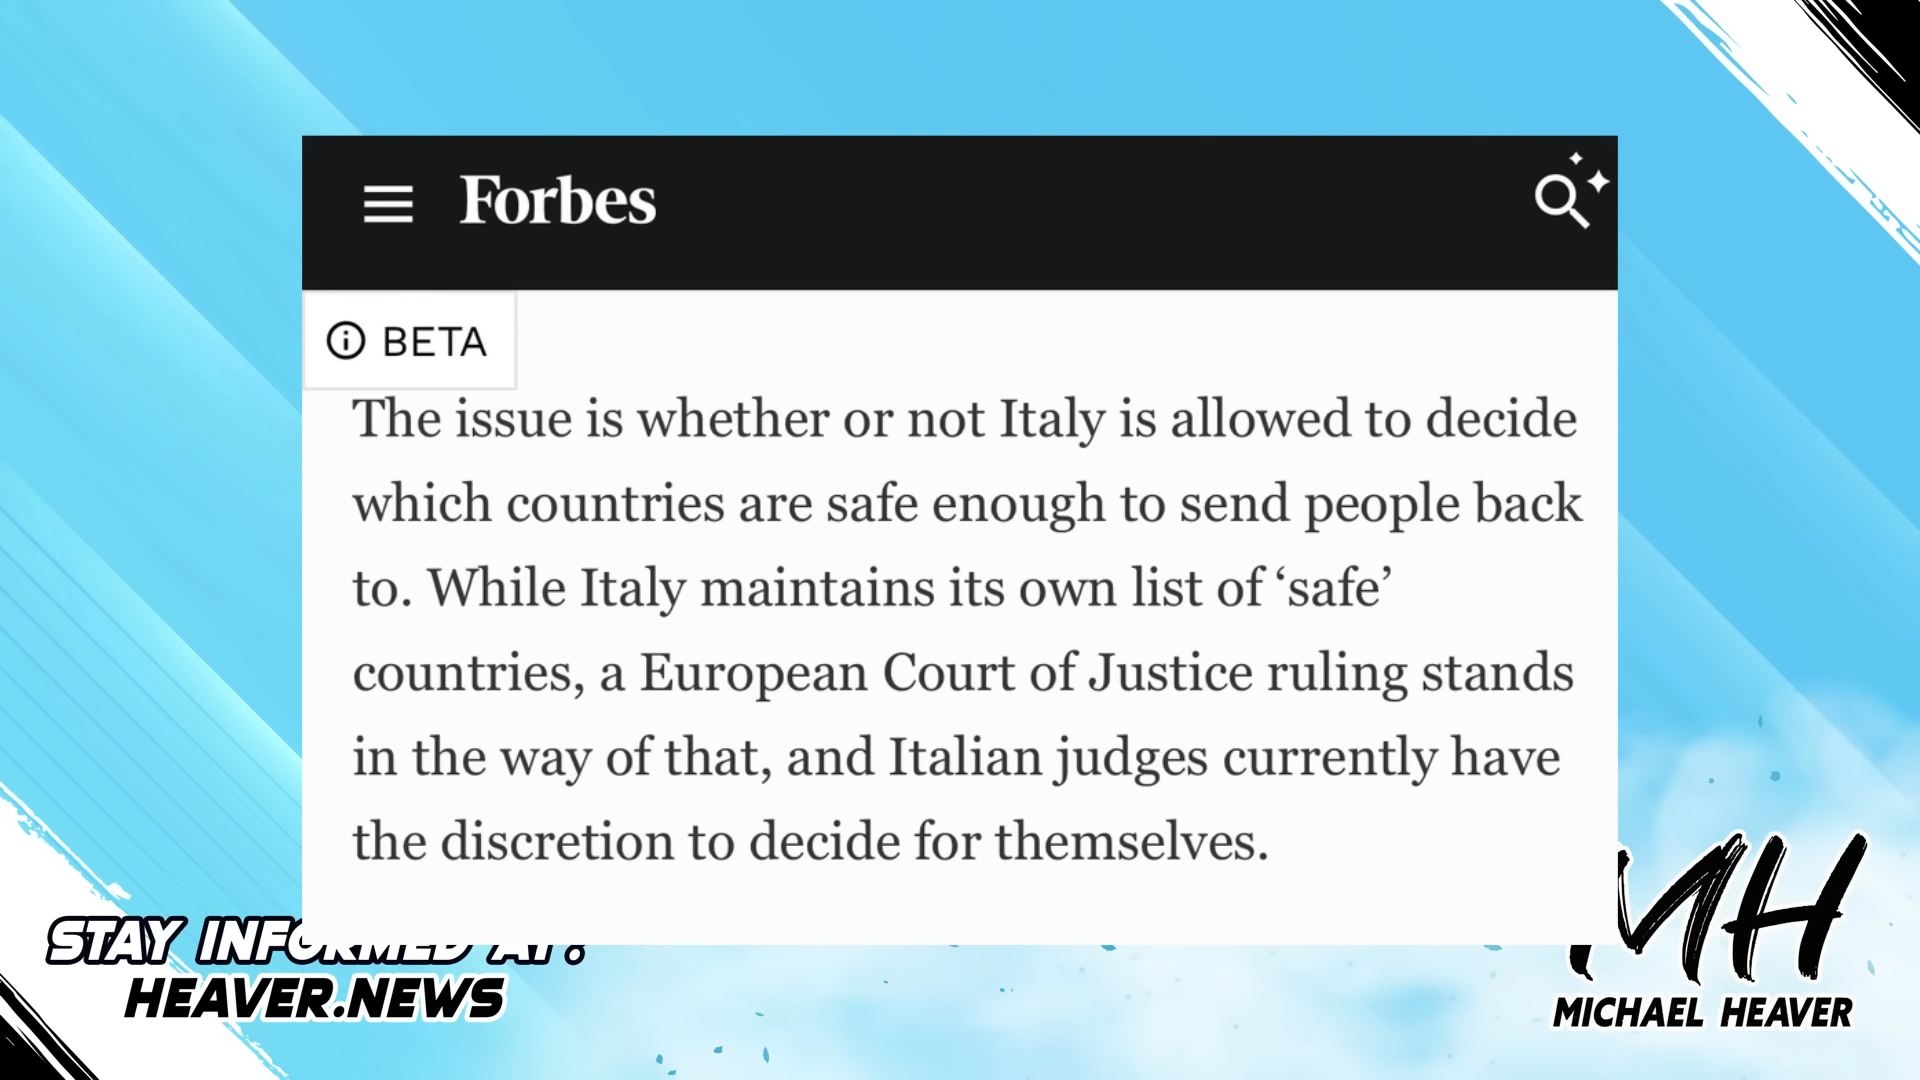 Forbes
BETA
The issue is whether or not Italy is allowed to decide
which countries are safe enough to send people back
to. While Italy maintains its own list of ‘safe’
countries, a European Court of Justice ruling stands
in the way of that, and Italian judges currently have
the discretion to decide for themselves.
STAY INFORMED AT:
HEAVER.NEWS
MH
MICHAEL HEAVER